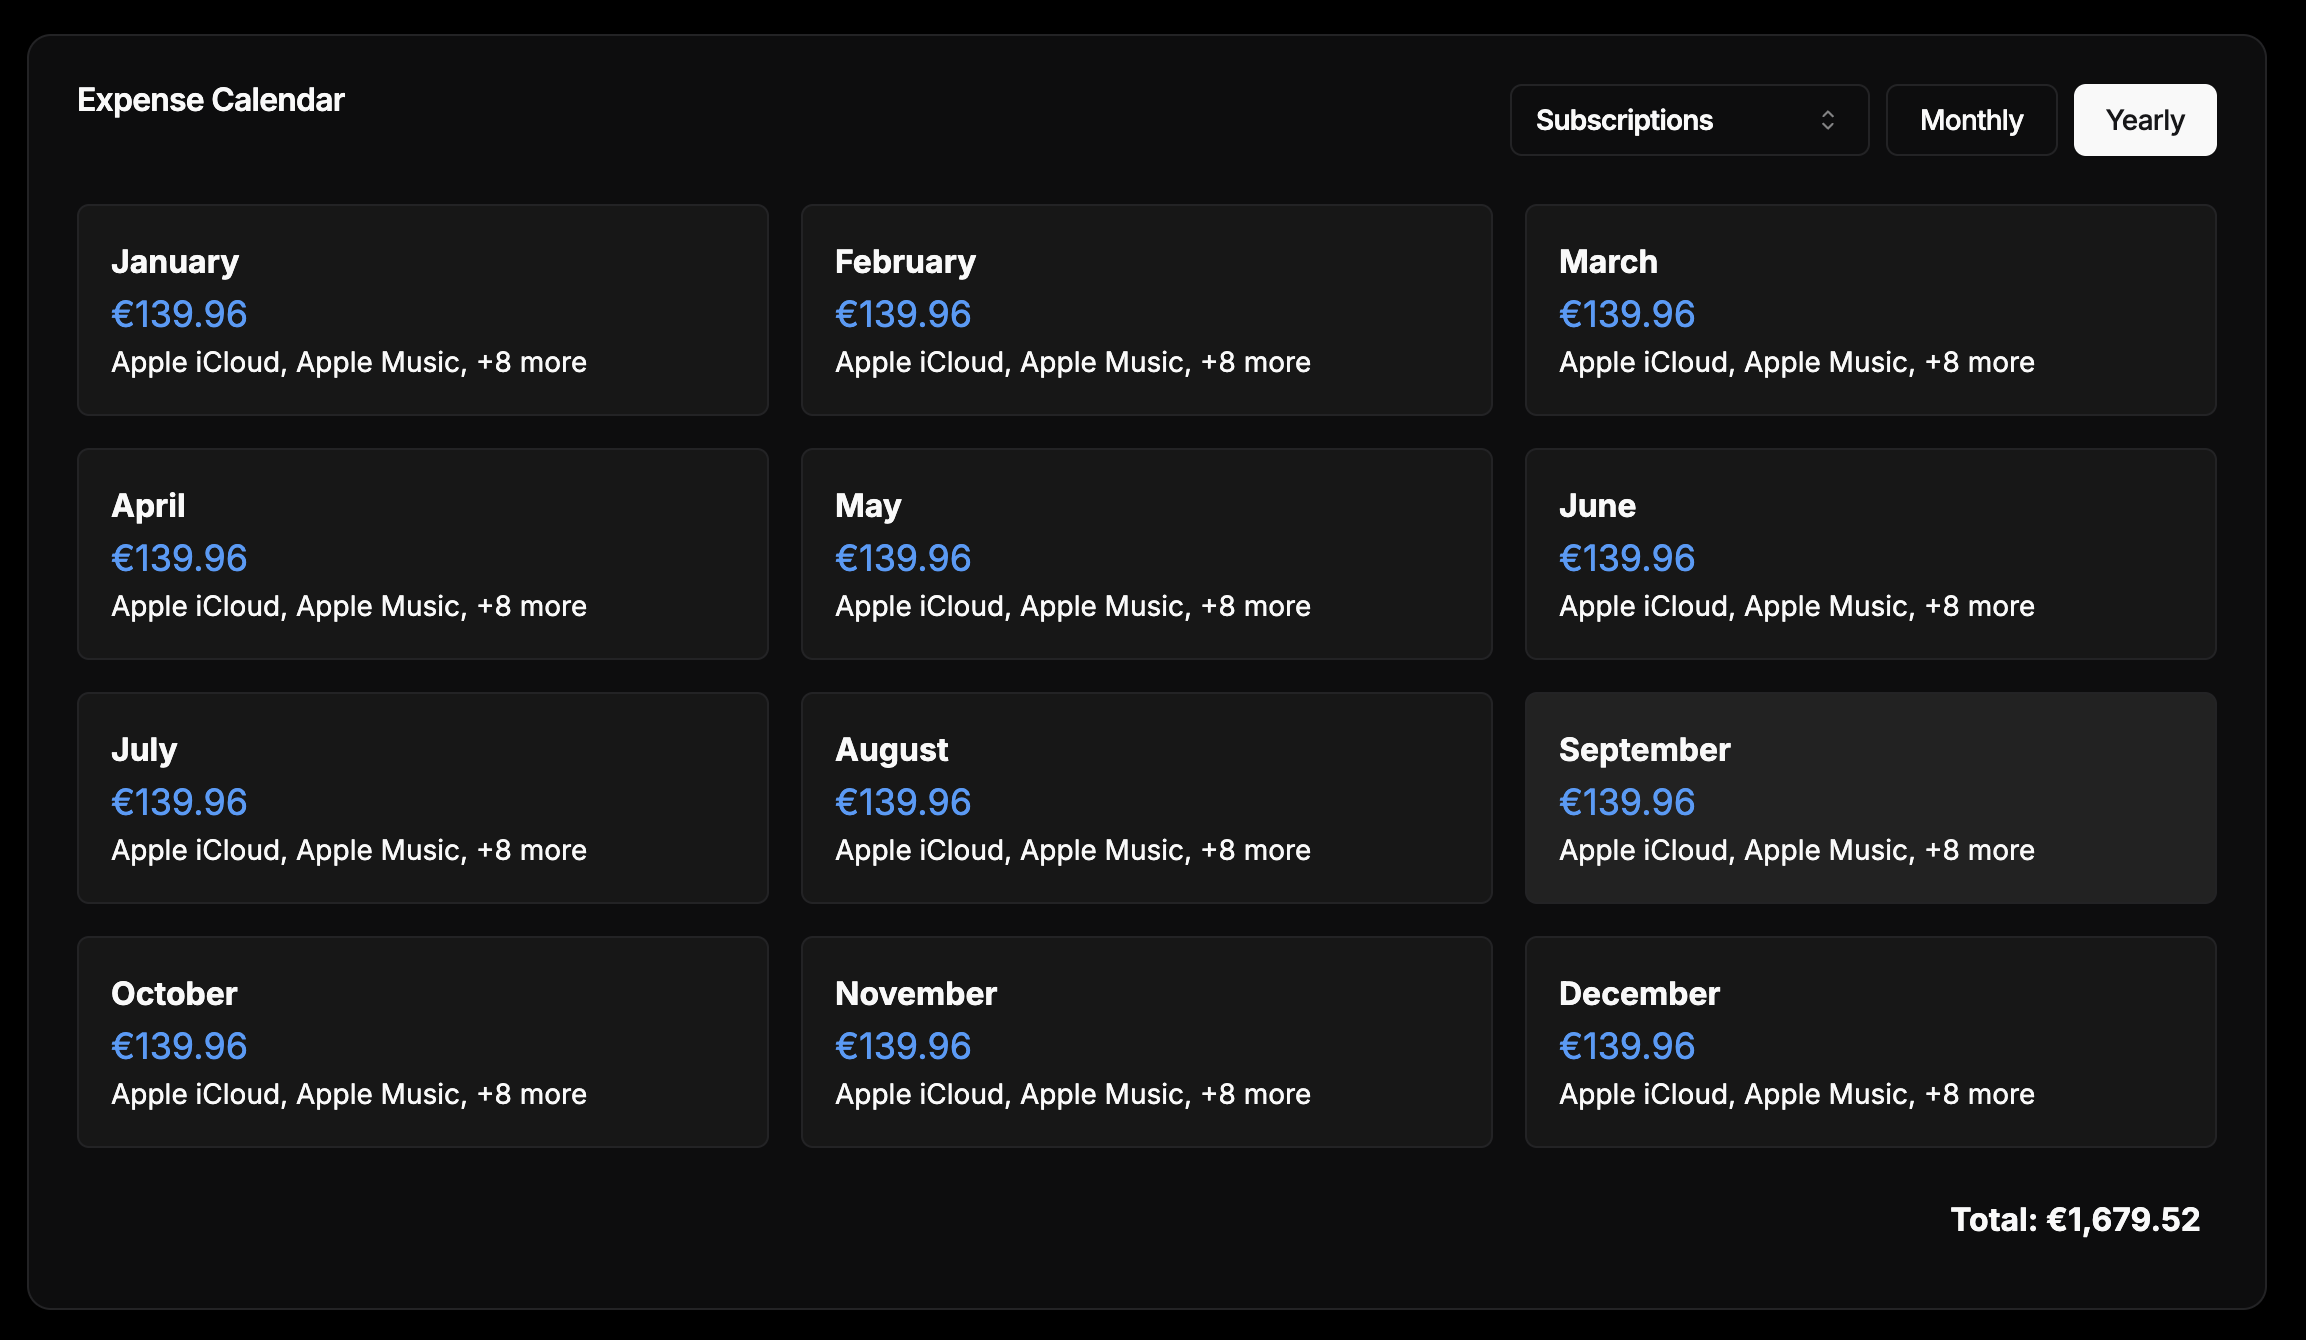 Expense Calendar
Subscriptions
Monthly
Yearly
January
€139.96
Apple iCloud, Apple Music, +8 more
February
€139.96
Apple iCloud, Apple Music, +8 more
March
€139.96
Apple iCloud, Apple Music, +8 more
April
€139.96
Apple iCloud, Apple Music, +8 more
May
€139.96
Apple iCloud, Apple Music, +8 more
June
€139.96
Apple iCloud, Apple Music, +8 more
July
€139.96
Apple iCloud, Apple Music, +8 more
August
€139.96
Apple iCloud, Apple Music, +8 more
September
€139.96
Apple iCloud, Apple Music, +8 more
October
€139.96
Apple iCloud, Apple Music, +8 more
November
€139.96
Apple iCloud, Apple Music, +8 more
December
€139.96
Apple iCloud, Apple Music, +8 more
Total: €1,679.52